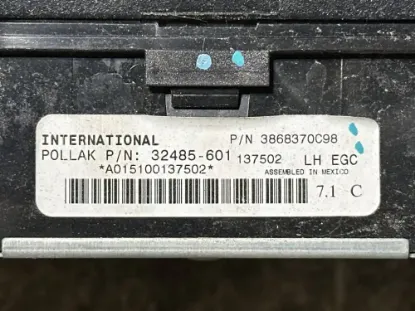 INTERNATIONAL P/N 3868370C98
POLLAK P/N: 32485-601 137502 LH EGC
*A015100137502* ASSEMBLED IN MEXICO
7.1 C